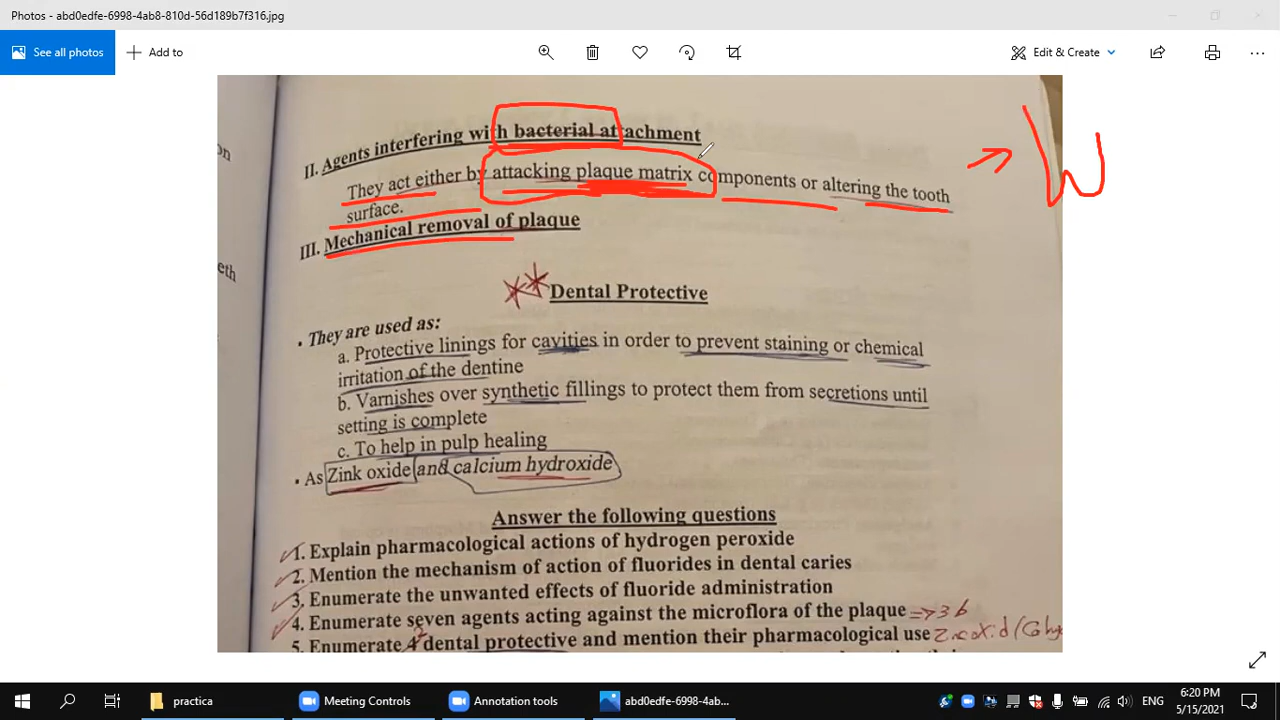 Photos - abd0edfe-6998-4ab8-810d-56d189b7f316.jpg
See all photos
Add to
Edit & Create
on
eth
II. Agents interfering with bacterial attachment
They act either by attacking plaque matrix components or altering the tooth
surface.
III. Mechanical removal of plaque
Dental Protective
• They are used as:
a. Protective linings for cavities in order to prevent staining or chemical
irritation of the dentine
b. Varnishes over synthetic fillings to protect them from secretions until
setting is complete
c. To help in pulp healing
• As Zink oxide and calcium hydroxide
Answer the following questions
1. Explain pharmacological actions of hydrogen peroxide
2. Mention the mechanism of action of fluorides in dental caries
3. Enumerate the unwanted effects of fluoride administration
4. Enumerate seven agents acting against the microflora of the plaque => 36
5. Enumerate 2 dental protective and mention their pharmacological use
practica
Meeting Controls
Annotation tools
abd0edfe-6998-4ab...
ENG
6:20 PM
5/15/2021